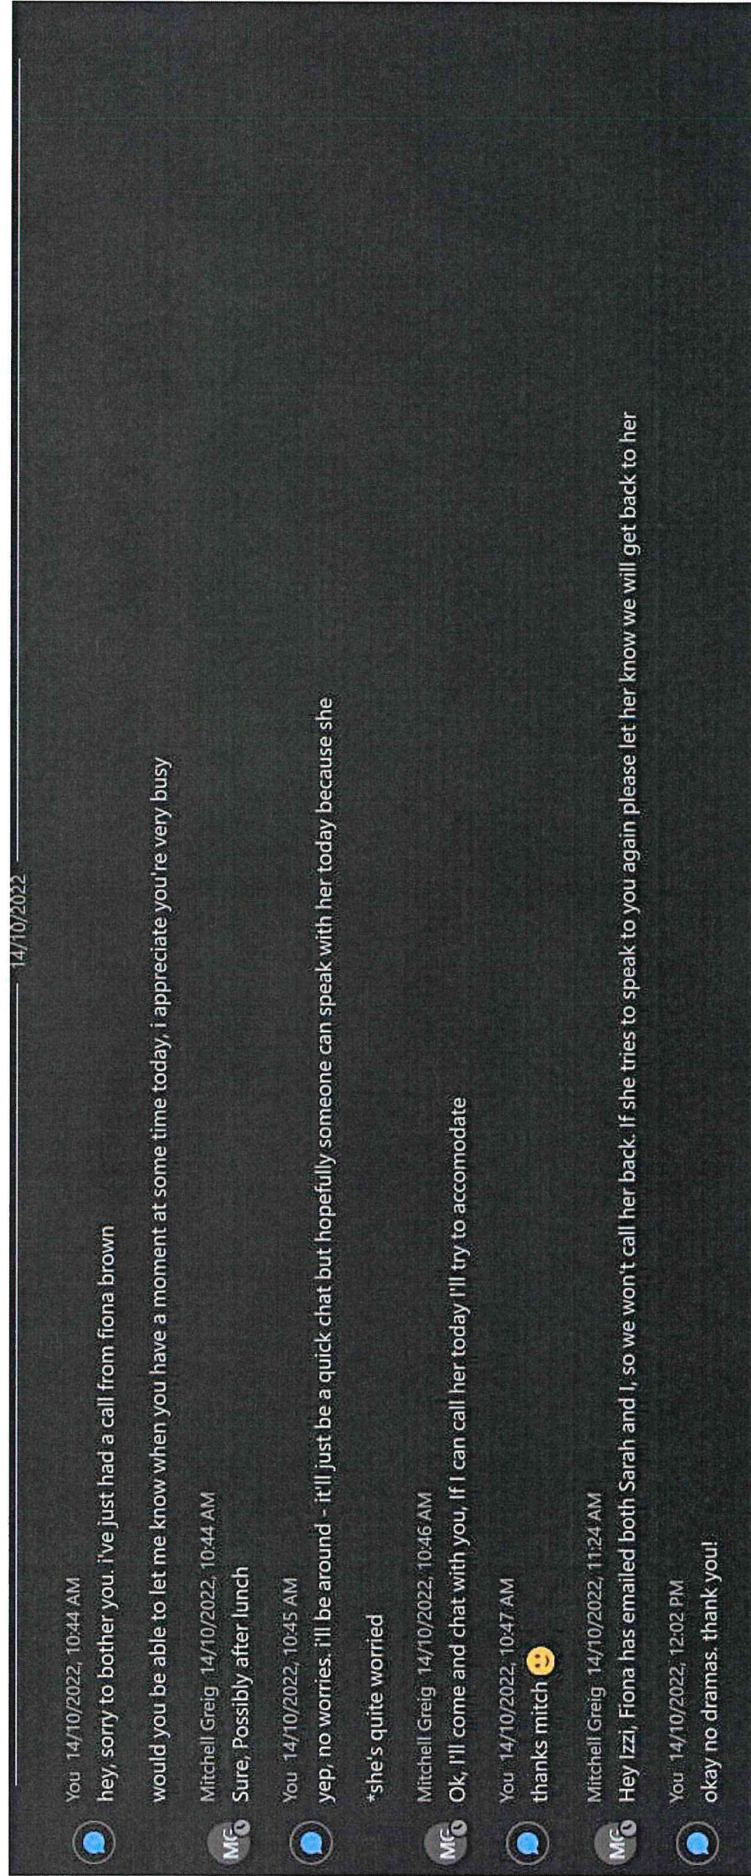 14/10/2022
You 14/10/2022, 10:44 AM
hey, sorry to bother you. i've just had a call from fiona brown
would you be able to let me know when you have a moment at some time today, i appreciate you're very busy
Mitchell Greig 14/10/2022, 10:44 AM
MG
Sure, Possibly after lunch
You 14/10/2022, 10:45 AM
yep, no worries. i'll be around - it'll just be a quick chat but hopefully someone can speak with her today because she
*she's quite worried
Mitchell Greig 14/10/2022, 10:46 AM
MG
Ok, I'll come and chat with you, If I can call her today I'll try to accomodate
You 14/10/2022, 10:47 AM
thanks mitch 🙂
Mitchell Greig 14/10/2022, 11:24 AM
MG
Hey Izzi, Fiona has emailed both Sarah and I, so we won't call her back. If she tries to speak to you again please let her know we will get back to her
You 14/10/2022, 12:02 PM
okay no dramas. thank you!